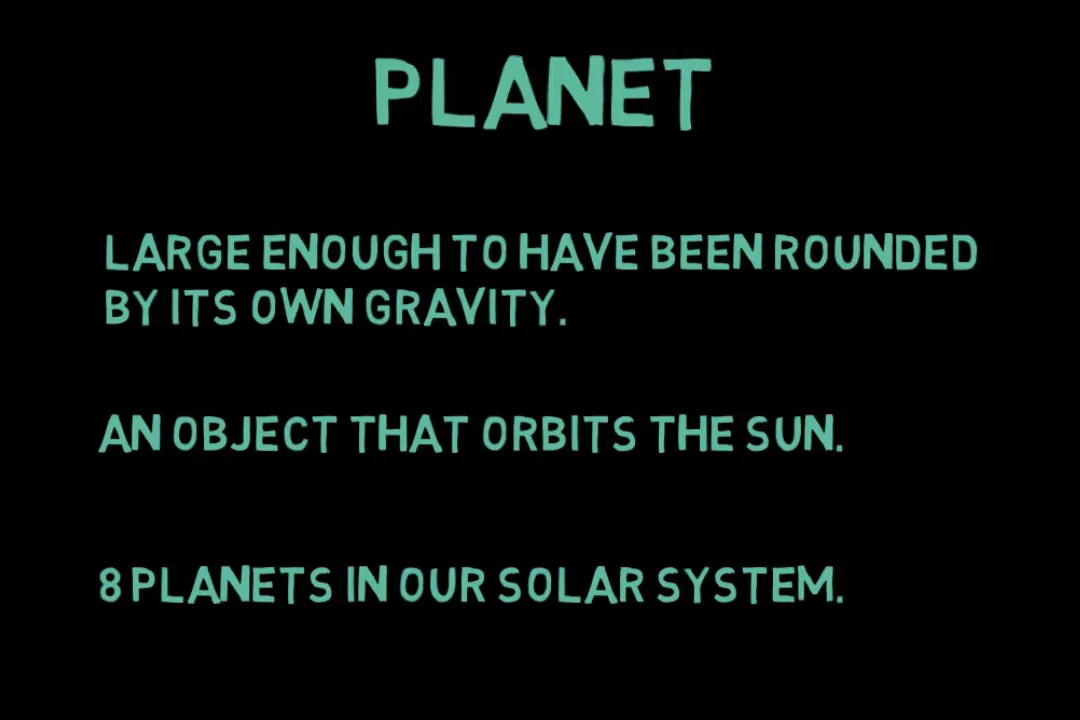 PLANET
LARGE ENOUGH TO HAVE BEEN ROUNDED
BY ITS OWN GRAVITY.
AN OBJECT THAT ORBITS THE SUN.
8 PLANETS IN OUR SOLAR SYSTEM.